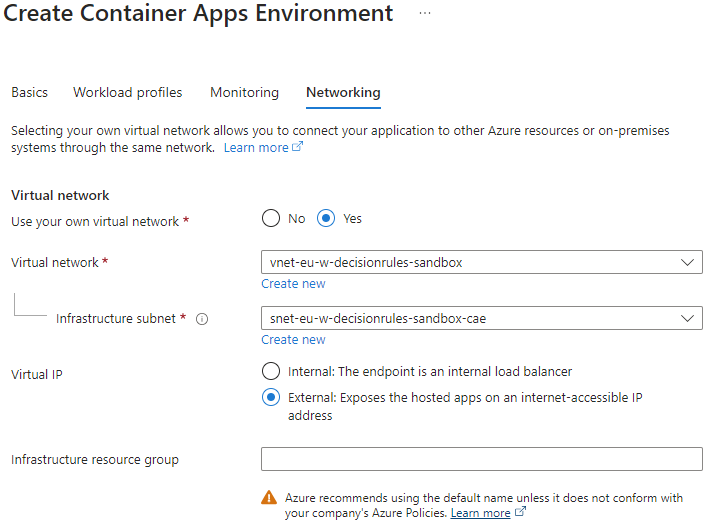 Create Container Apps Environment ...
Basics Workload profiles Monitoring Networking
Selecting your own virtual network allows you to connect your application to other Azure resources or on-premises
systems through the same network. Learn more
Virtual network
Use your own virtual network * No Yes
Virtual network * vnet-eu-w-decisionrules-sandbox
Create new
Infrastructure subnet * snet-eu-w-decisionrules-sandbox-cae
Create new
Virtual IP Internal: The endpoint is an internal load balancer
External: Exposes the hosted apps on an internet-accessible IP
address
Infrastructure resource group
Azure recommends using the default name unless it does not conform with
your company's Azure Policies. Learn more